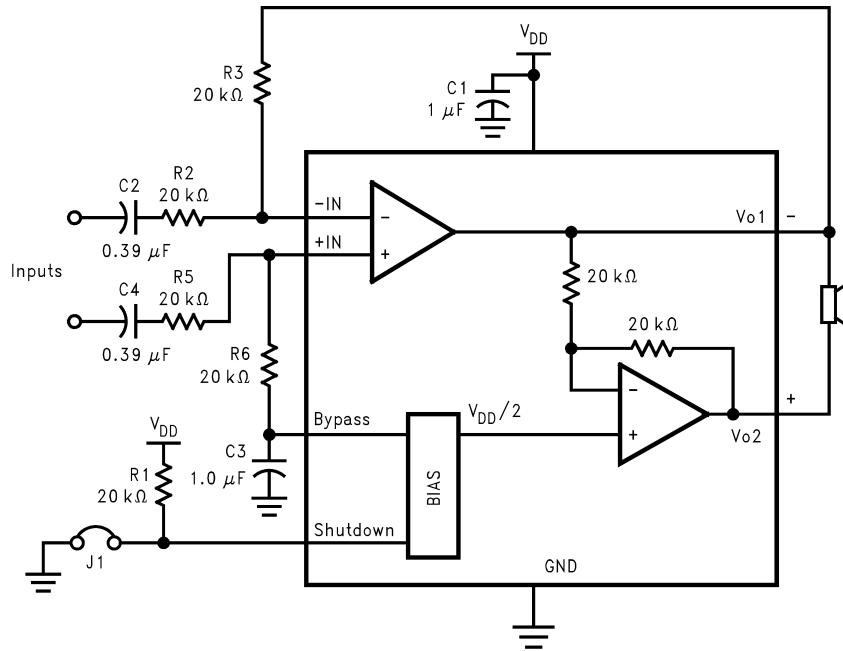 V_DD
R3
20 kΩ
C1
1 μF
C2
R2
20 kΩ
-IN
Vo1
-
-
0.39 μF
+IN
+
Inputs
R5
20 kΩ
20 kΩ
C4
20 kΩ
0.39 μF
R6
20 kΩ
-
+
Bypass
V_DD/2
+
Vo2
V_DD
C3
1.0 μF
R1
20 kΩ
BIAS
Shutdown
J1
GND